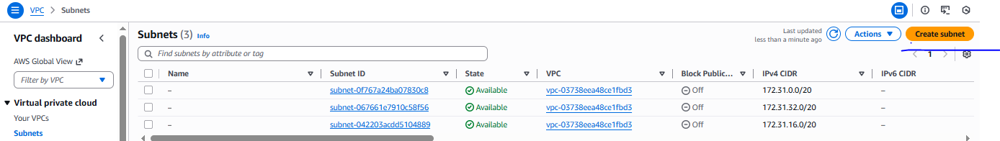 VPC > Subnets
VPC dashboard
AWS Global View
Filter by VPC
Virtual private cloud
Your VPCs
Subnets
Subnets (3) Info
Last updated
less than a minute ago
Actions
Create subnet
Find subnets by attribute or tag
1
Name Subnet ID State VPC Block Public... IPv4 CIDR IPv6 CIDR
– subnet-0f767a24ba07830c8 Available vpc-03738eea48ce1fbd3 Off 172.31.0.0/20 –
– subnet-067661e7910c58f56 Available vpc-03738eea48ce1fbd3 Off 172.31.32.0/20 –
– subnet-042203acdd5104889 Available vpc-03738eea48ce1fbd3 Off 172.31.16.0/20 –